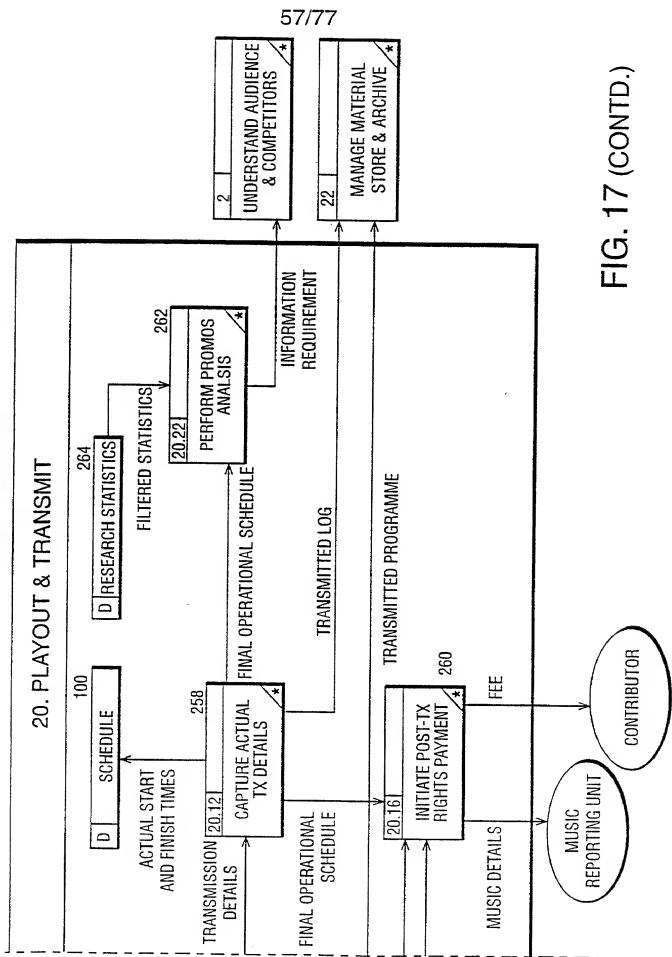 57/77
20. PLAYOUT & TRANSMIT
D SCHEDULE
100
D RESEARCH STATISTICS
264
ACTUAL START
AND FINISH TIMES
FILTERED STATISTICS
TRANSMISSION
DETAILS
20.12
258
CAPTURE ACTUAL
TX DETAILS
*
FINAL OPERATIONAL SCHEDULE
20.22
262
PERFORM PROMOS
ANALSIS
*
INFORMATION
REQUIREMENT
2
UNDERSTAND AUDIENCE
& COMPETITORS
*
FINAL OPERATIONAL
SCHEDULE
TRANSMITTED LOG
22
MANAGE MATERIAL
STORE & ARCHIVE
*
TRANSMITTED PROGRAMME
20.16
260
INITIATE POST-TX
RIGHTS PAYMENT
*
MUSIC DETAILS
FEE
MUSIC
REPORTING UNIT
CONTRIBUTOR
FIG. 17 (CONTD.)